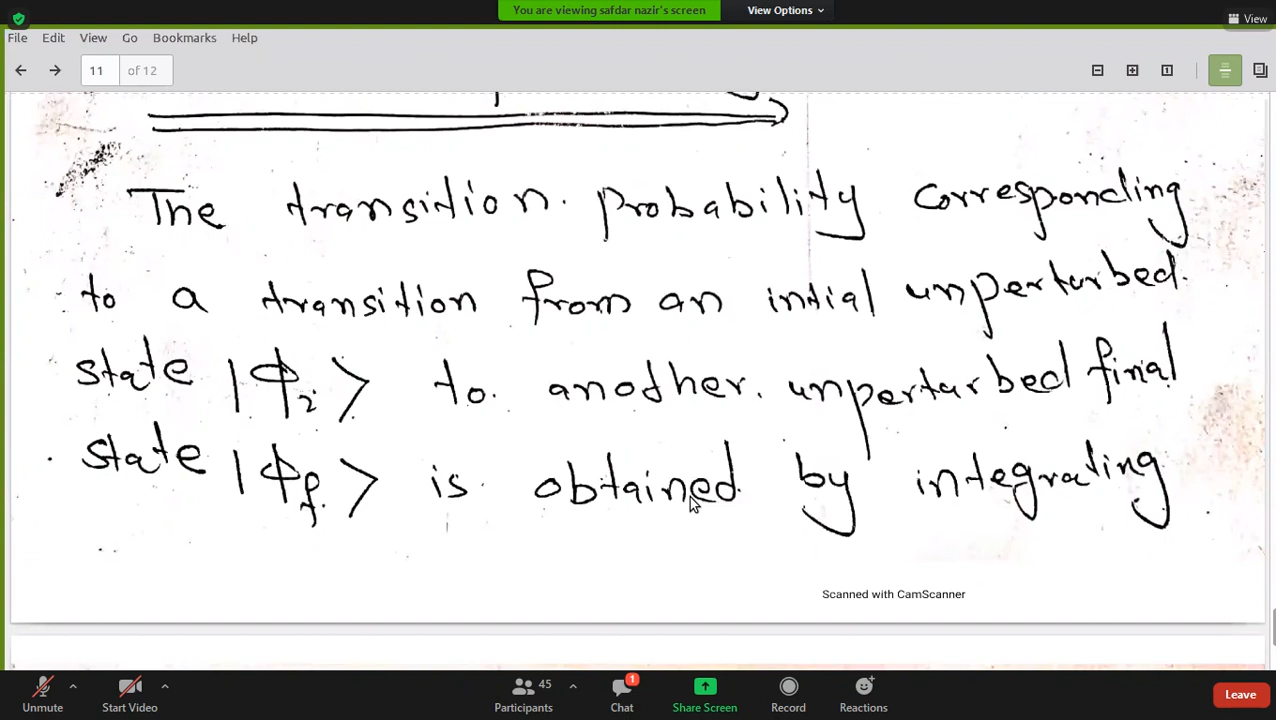 You are viewing safdar nazir's screen
View Options
View
File Edit View Go Bookmarks Help
11 of 12
The transition. probability corresponding
to a transition from an intial unperturbed.
state |Φi> to. another. unperturbed final
state |Φf> is obtained by integrating
Scanned with CamScanner
45
1
Unmute Start Video Participants Chat Share Screen Record Reactions Leave